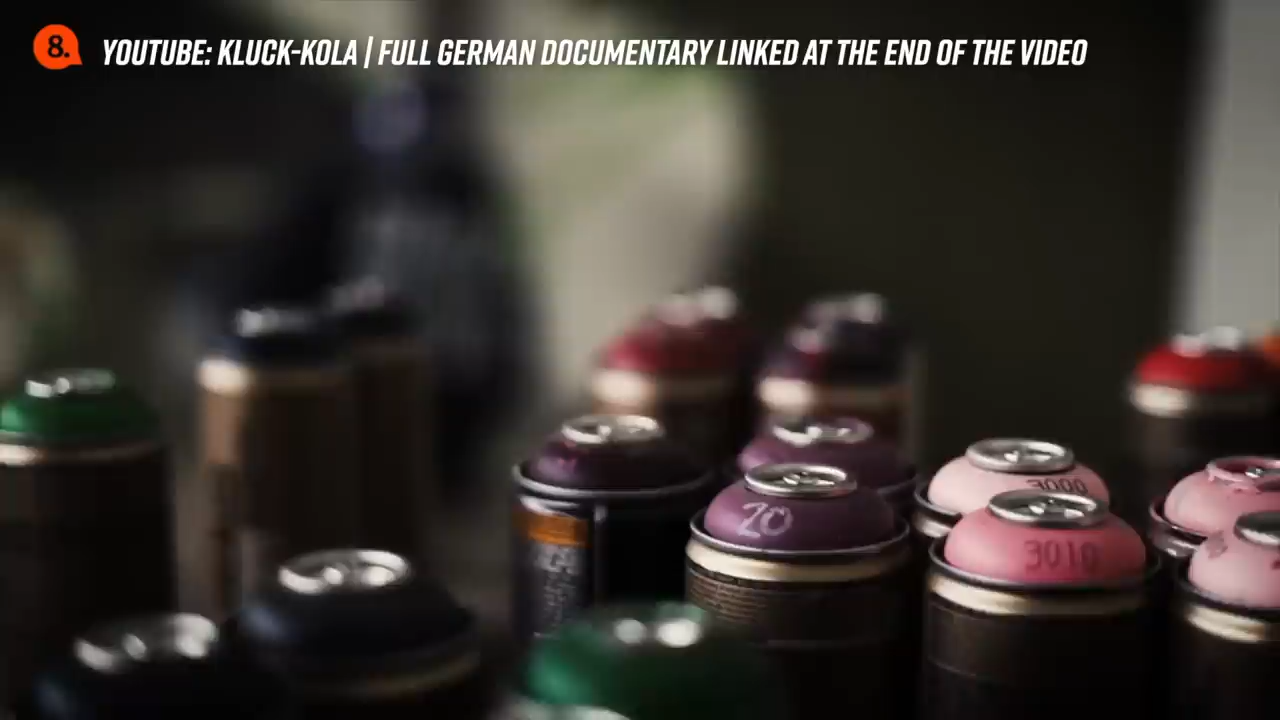 8.
YOUTUBE: KLUCK-KOLA | FULL GERMAN DOCUMENTARY LINKED AT THE END OF THE VIDEO
3000
20
3010